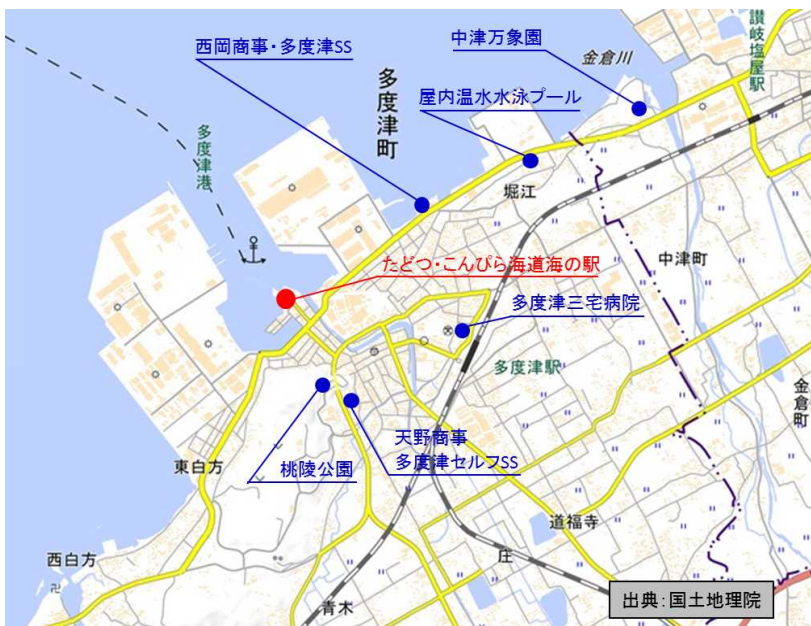 西岡商事・多度津SS
中津万象園
金倉川
讃岐塩屋駅
多度津町
屋内温水水泳プール
多度津港
堀江
中津町
たどつ・こんぴら海道海の駅
多度津三宅病院
多度津駅
金倉町
天野商事
多度津セルフSS
桃陵公園
東白方
道福寺
西白方
庄
青木
出典：国土地理院